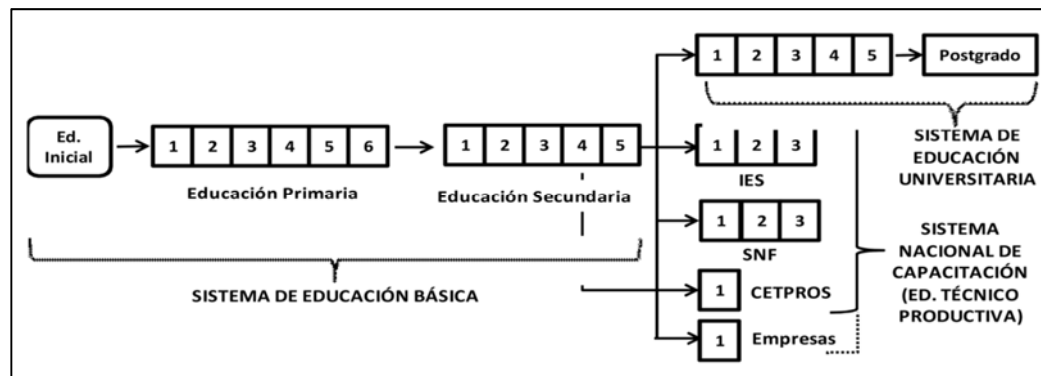 1 2 3 4 5
Postgrado
Ed.
Inicial
1 2 3 4 5 6
Educación Primaria
1 2 3 4 5
Educación Secundaria
1 2 3
IES
1 2 3
SNF
1 CETPROS
1 Empresas
SISTEMA DE EDUCACIÓN BÁSICA
SISTEMA DE
EDUCACIÓN
UNIVERSITARIA
SISTEMA
NACIONAL DE
CAPACITACIÓN
(ED. TÉCNICO
PRODUCTIVA)